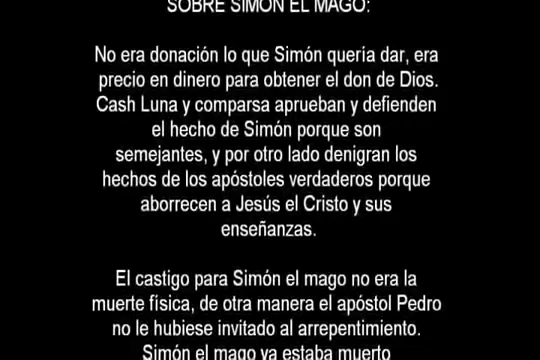 SOBRE SIMÓN EL MAGO:
No era donación lo que Simón quería dar, era
precio en dinero para obtener el don de Dios.
Cash Luna y comparsa aprueban y defienden
el hecho de Simón porque son
semejantes, y por otro lado denigran los
hechos de los apóstoles verdaderos porque
aborrecen a Jesús el Cristo y sus
enseñanzas.
El castigo para Simón el mago no era la
muerte física, de otra manera el apóstol Pedro
no le hubiese invitado al arrepentimiento.
Simón el mago ya estaba muerto